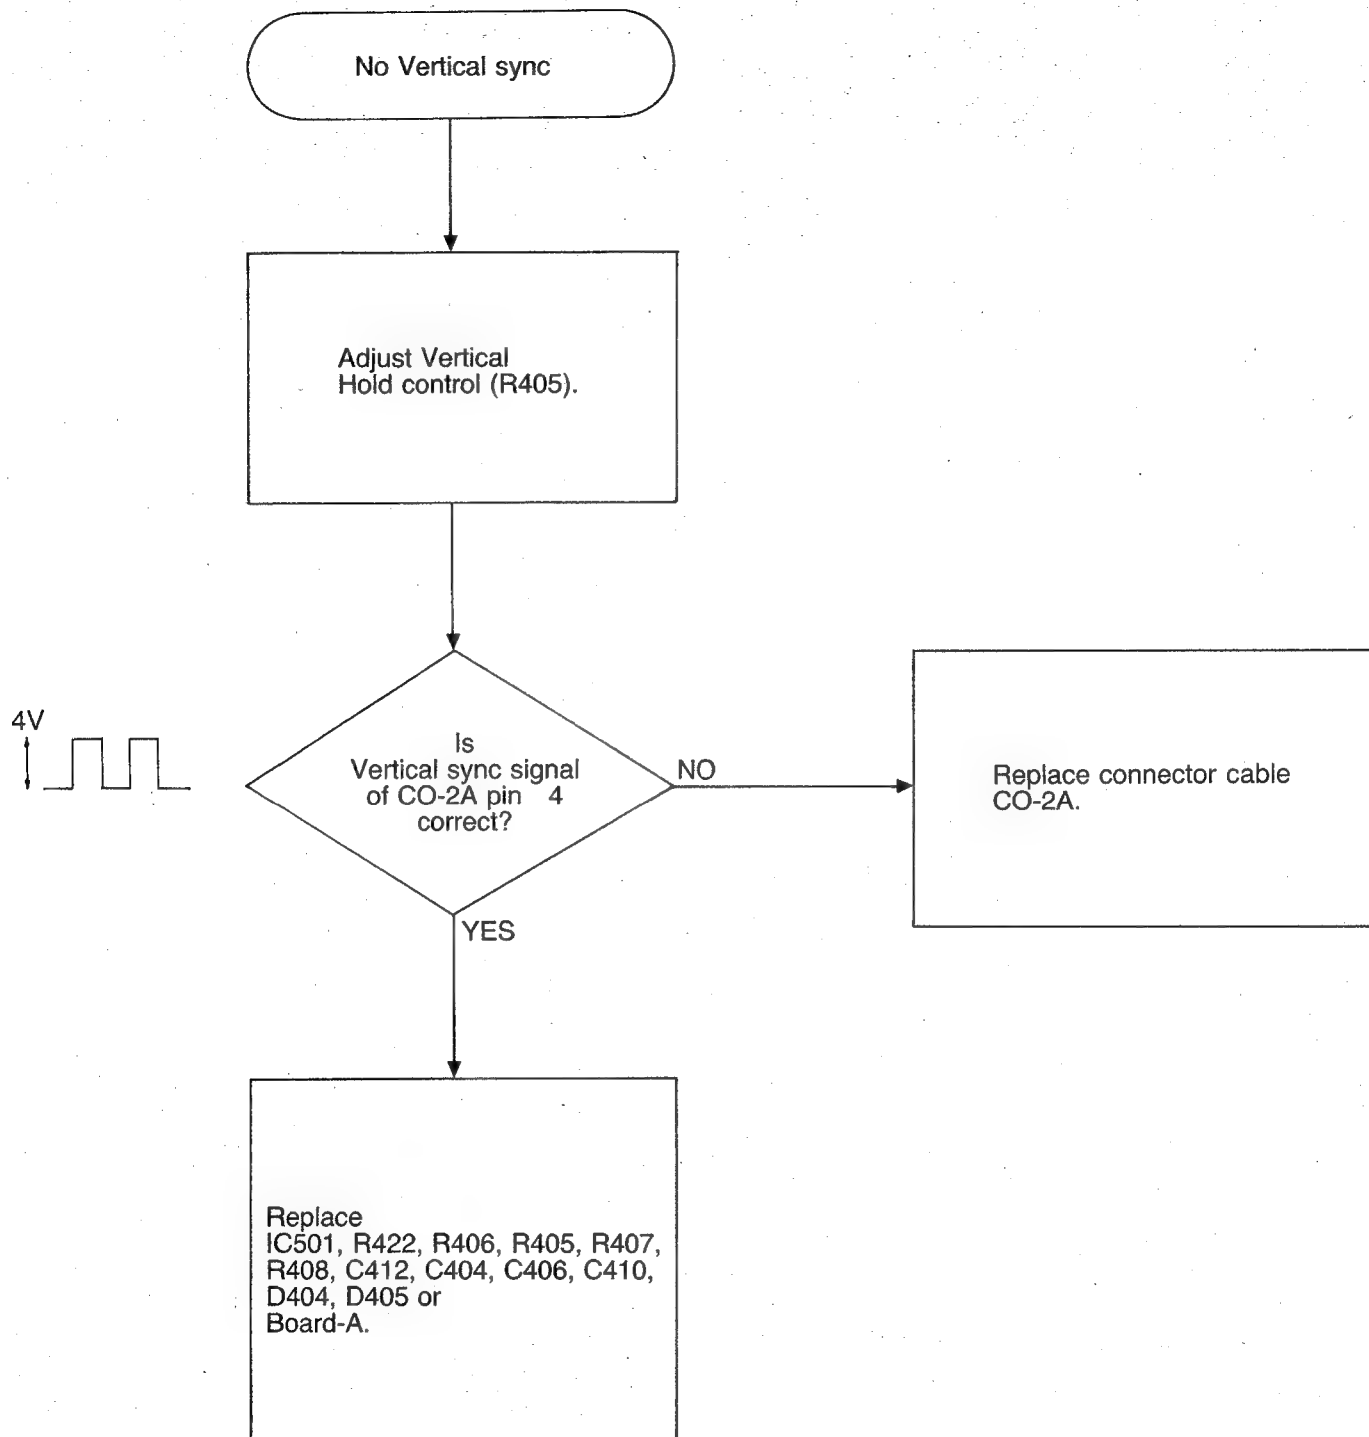 No Vertical sync
Adjust Vertical
Hold control (R405).
4V
Is
Vertical sync signal
of CO-2A pin 4
correct?
NO
Replace connector cable
CO-2A.
YES
Replace
IC501, R422, R406, R405, R407,
R408, C412, C404, C406, C410,
D404, D405 or
Board-A.